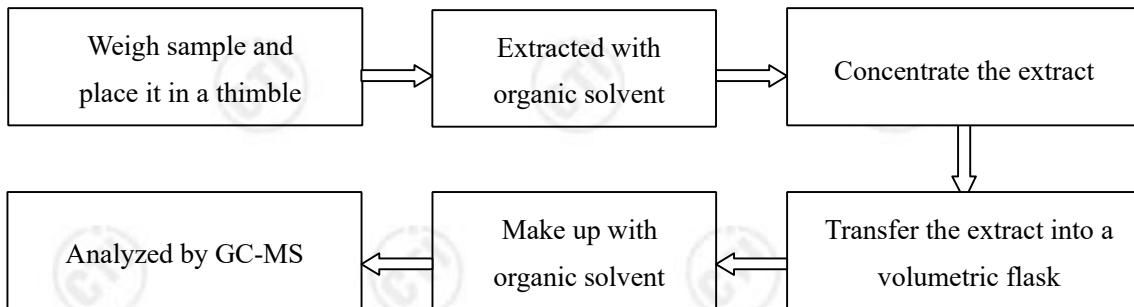 Weigh sample and
place it in a thimble
Extracted with
organic solvent
Concentrate the extract
Transfer the extract into a
volumetric flask
Make up with
organic solvent
Analyzed by GC-MS